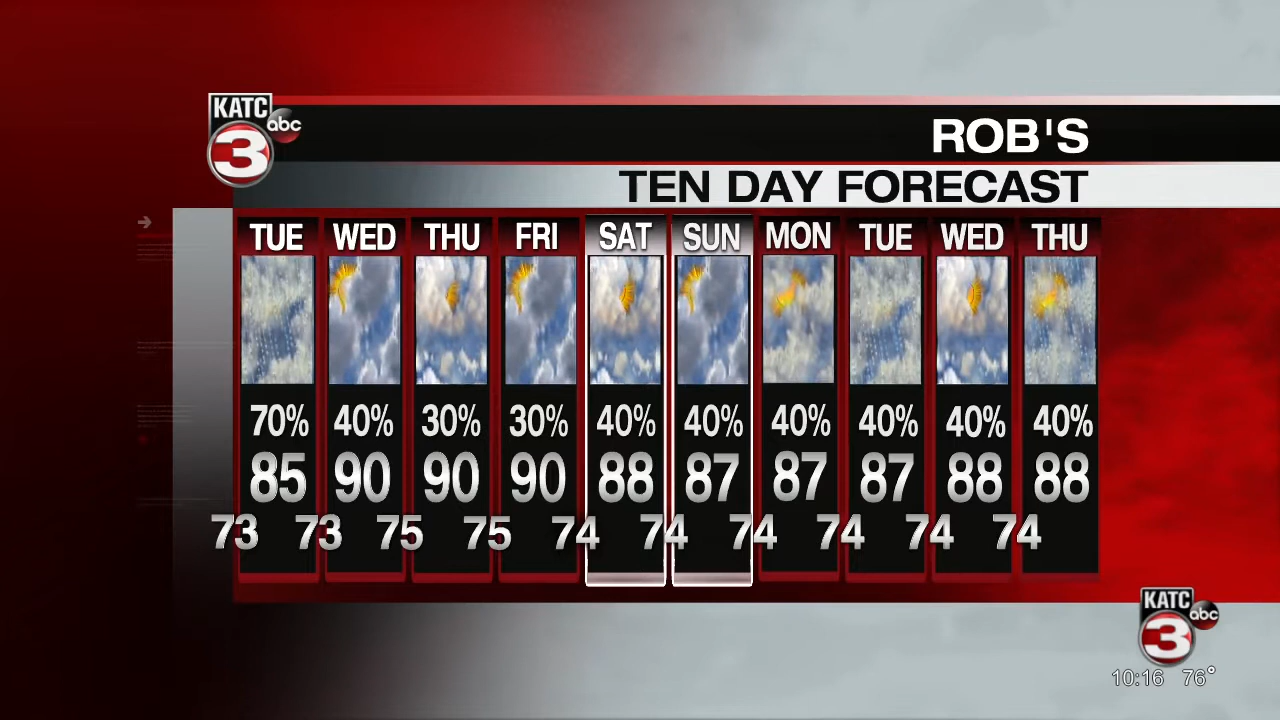 KATC
abc
3
ROB'S
TEN DAY FORECAST
TUE WED THU FRI SAT SUN MON TUE WED THU
70% 40% 30% 30% 40% 40% 40% 40% 40% 40%
85 90 90 90 88 87 87 87 88 88
73 73 75 75 74 74 74 74 74 74
KATC
abc
3
10:16 76°